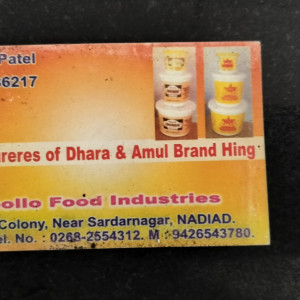 Patel
6217
reres of Dhara & Amul Brand Hing
ollo Food Industries
Colony, Near Sardarnagar, NADIAD.
el. No. : 0268-2554312. M : 9426543780.